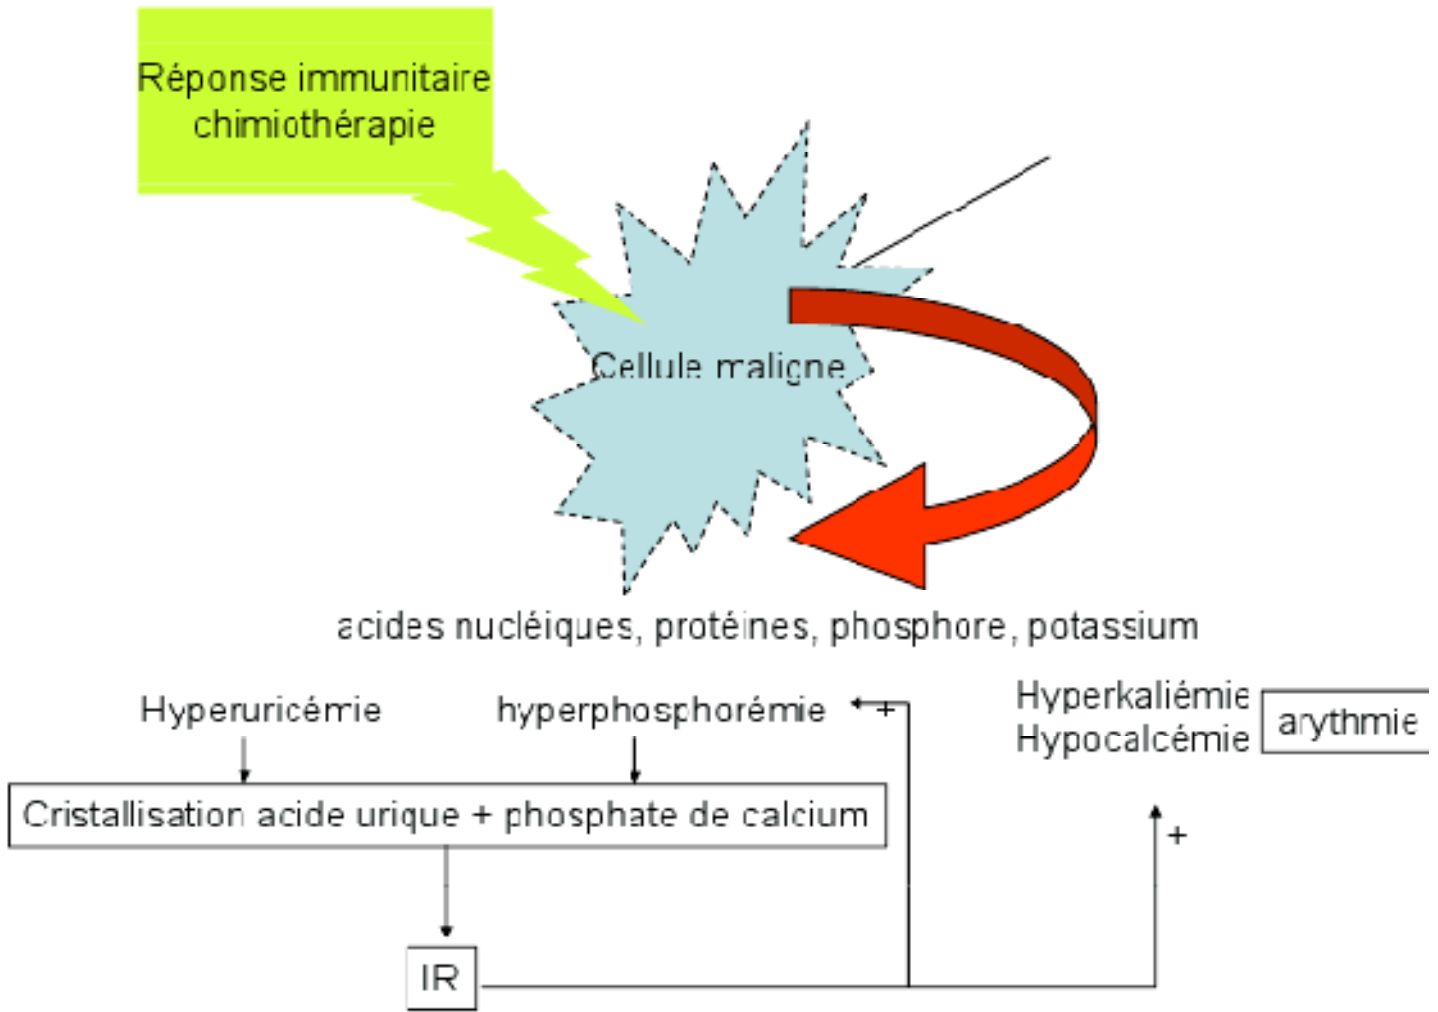 Réponse immunitaire
chimiothérapie
Cellule maligne
acides nucléiques, protéines, phosphore, potassium
Hyperuricémie
hyperphosphorémie
+
Hyperkaliémie
Hypocalcémie
arythmie
Cristallisation acide urique + phosphate de calcium
+
IR